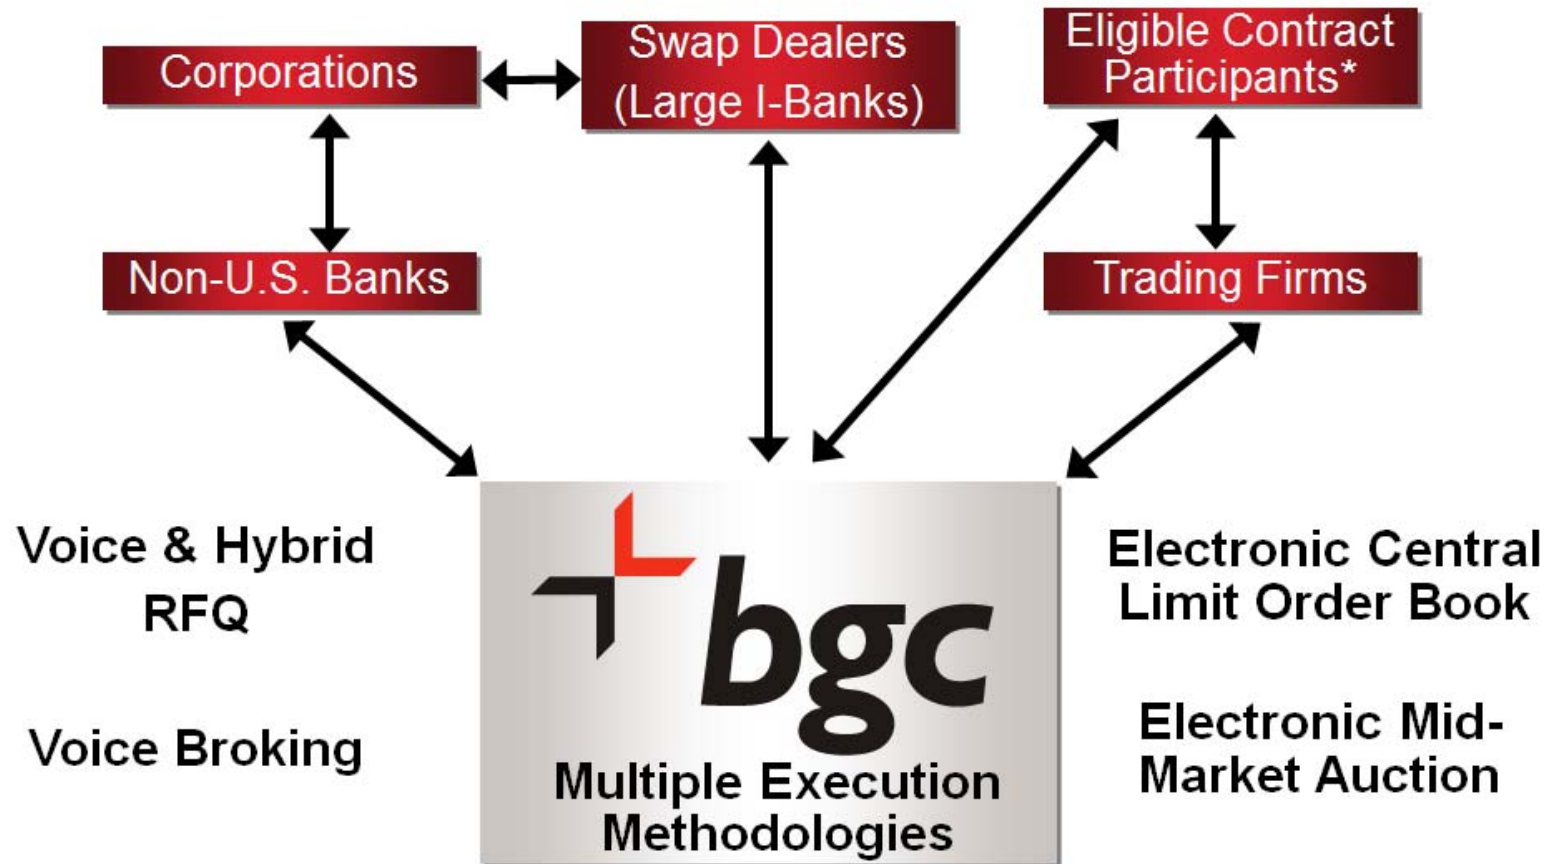 Corporations
Swap Dealers
(Large I-Banks)
Eligible Contract
Participants*
Non-U.S. Banks
Trading Firms
Voice & Hybrid
RFQ
Voice Broking
bgc
Multiple Execution
Methodologies
Electronic Central
Limit Order Book
Electronic Mid-
Market Auction